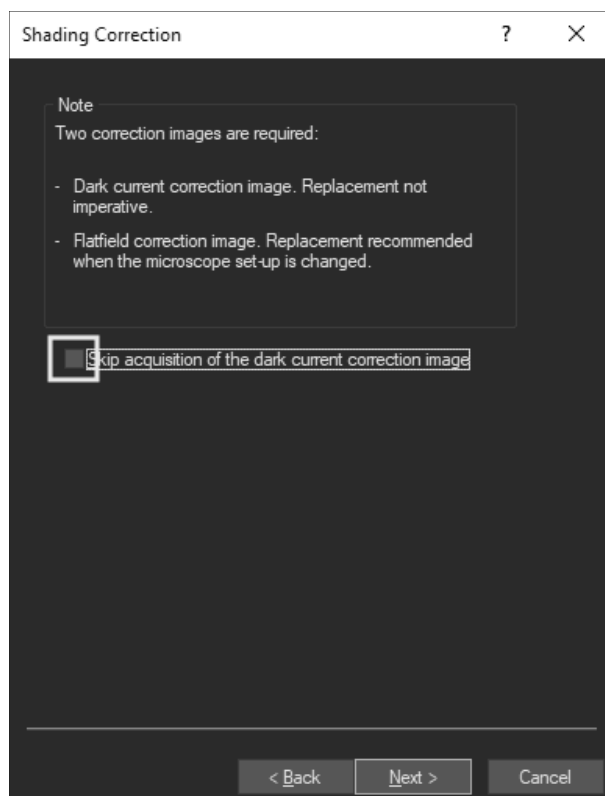 Shading Correction ?
Note
Two correction images are required:
- Dark current correction image. Replacement not
imperative.
- Flatfield correction image. Replacement recommended
when the microscope set-up is changed.
Skip acquisition of the dark current correction image
< Back Next > Cancel